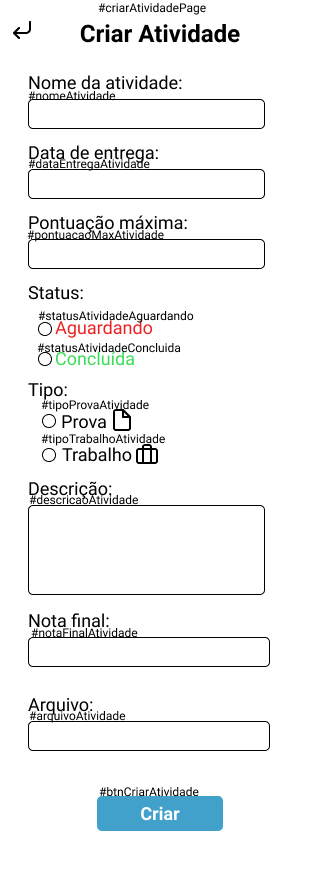 #criarAtividadePage
Criar Atividade
Nome da atividade:
#nomeAtividade
Data de entrega:
#dataEntregaAtividade
Pontuação máxima:
#pontuacaoMaxAtividade
Status:
#statusAtividadeAguardando
Aguardando
#statusAtividadeConcluida
Concluída
Tipo:
#tipoProvaAtividade
Prova
#tipoTrabalhoAtividade
Trabalho
Descrição:
#descricaoAtividade
Nota final:
#notaFinalAtividade
Arquivo:
#arquivoAtividade
#btnCriarAtividade
Criar